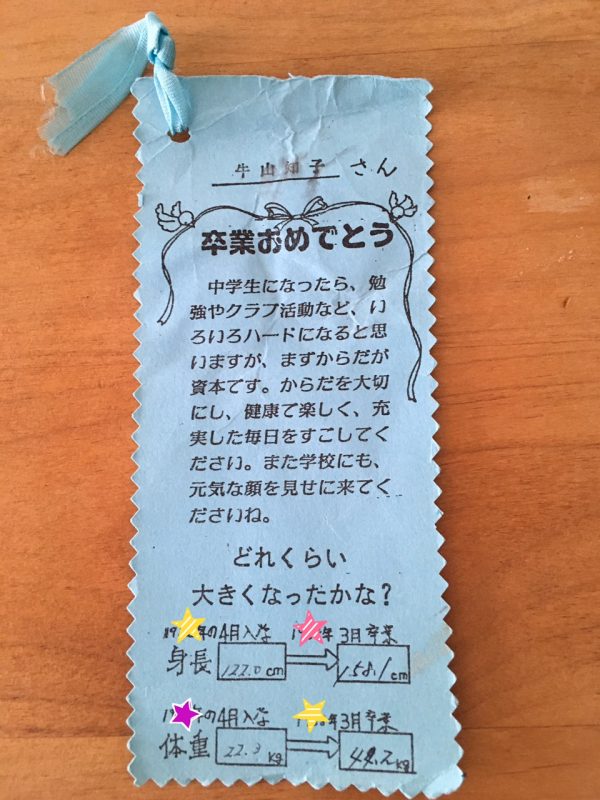 牛山知子 さん
卒業おめでとう
中学生になったら、勉
強やクラブ活動など、い
ろいろハードになると思
いますが、まずからだが
資本です。からだを大切
にし、健康で楽しく、充
実した毎日をすごしてく
ださい。また学校にも、
元気な顔を見せに来てく
ださいね。
どれくらい
大きくなったかな？
年の4月入学 年3月卒業
身長 122.0cm 158.1cm
の4月入学 年3月卒業
体重 22.3kg kg